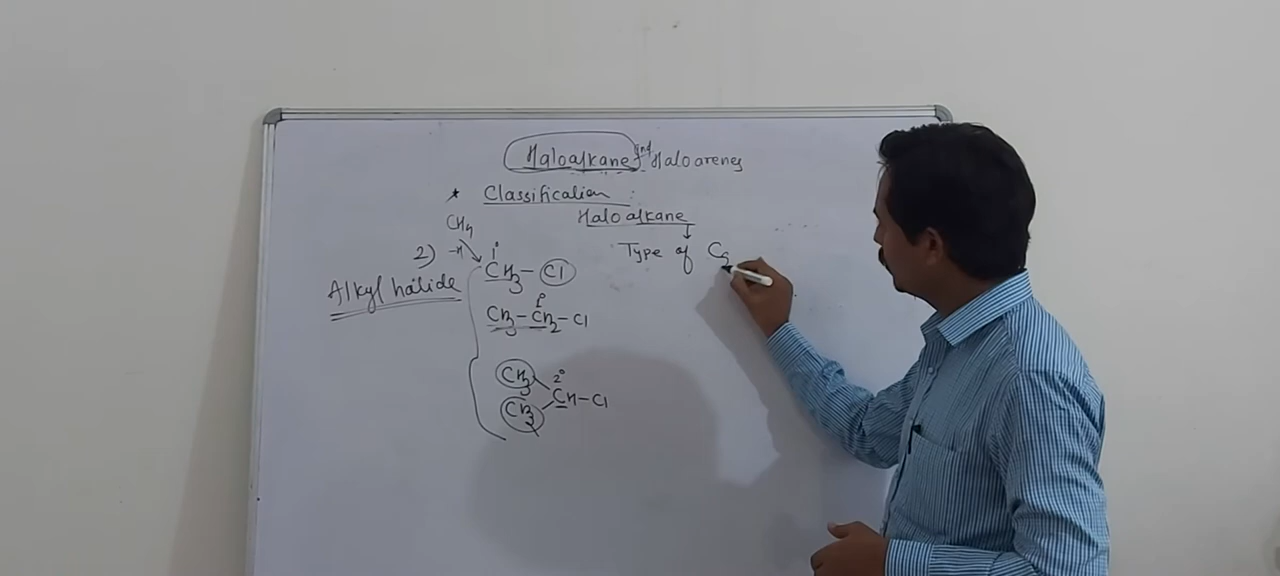 Haloalkane and Haloarenes
* Classification :
Haloalkane
CH4
Type of Ca
2) -H
1°
CH3-Cl
Alkyl halide
1°
CH3-CH2-Cl
CH3 2°
CH-Cl
CH3